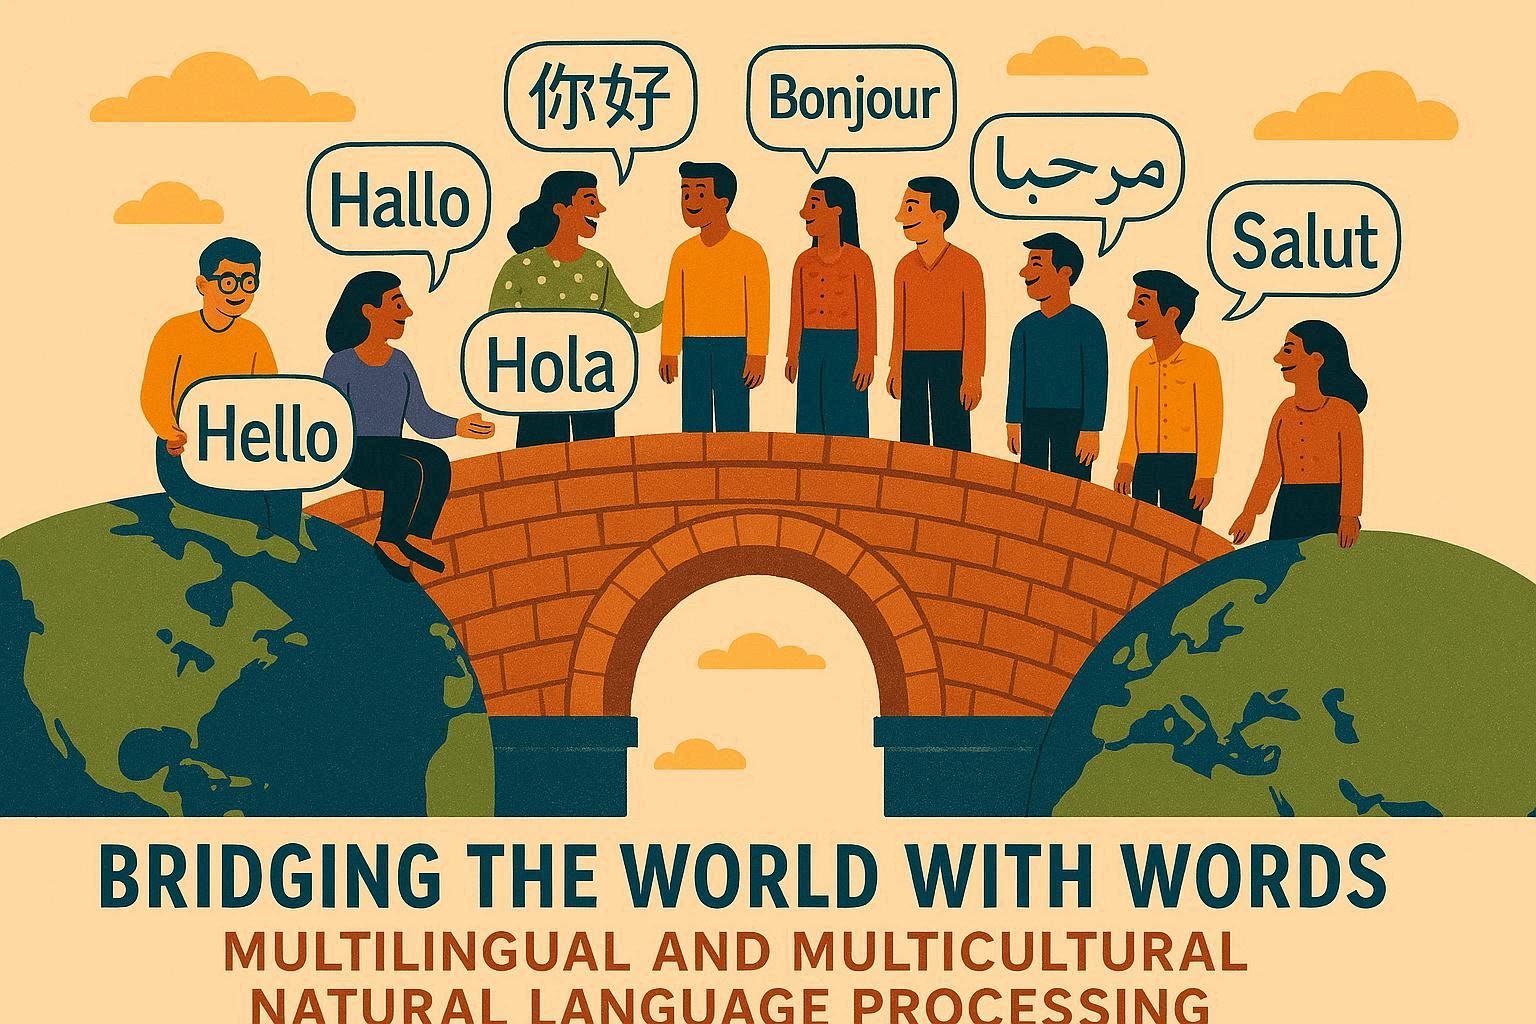 你好
Bonjour
Hallo
مرحبا
Salut
Hola
Hello
BRIDGING THE WORLD WITH WORDS
MULTILINGUAL AND MULTICULTURAL
NATURAL LANGUAGE PROCESSING